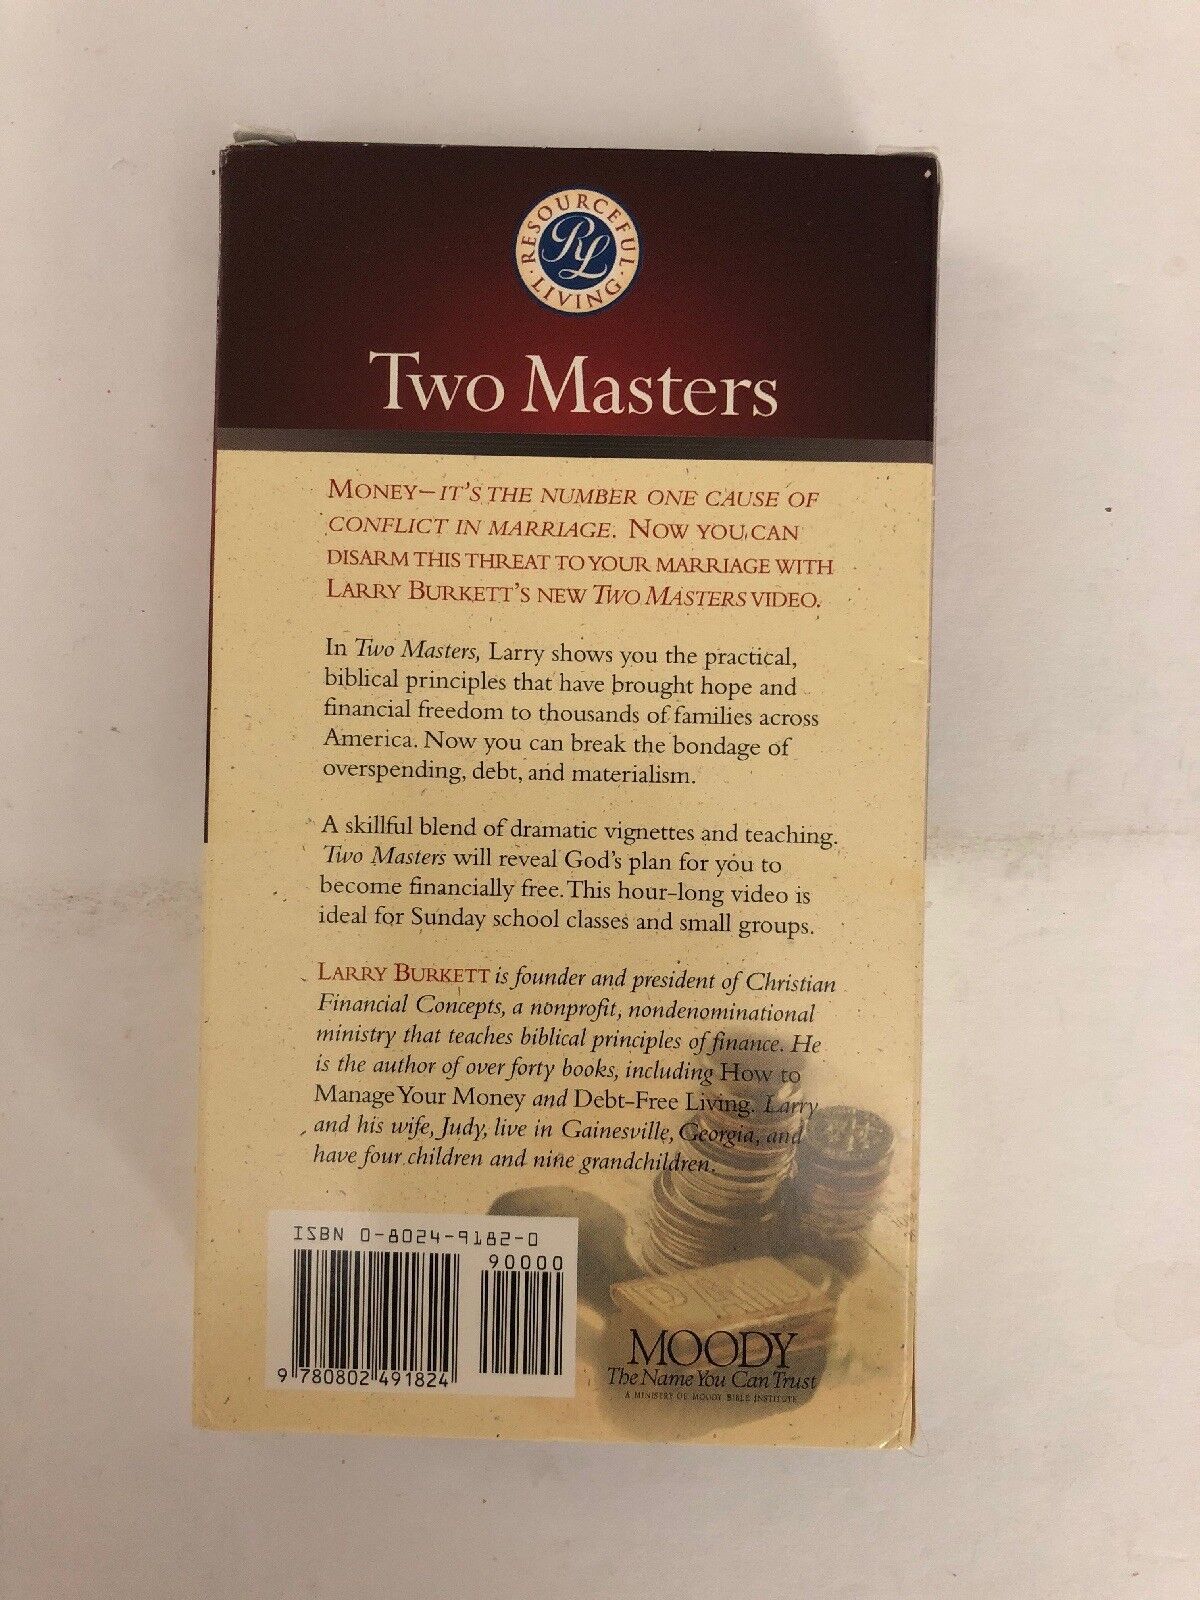 RESOURCEFUL
RL
LIVING
Two Masters
MONEY–IT'S THE NUMBER ONE CAUSE OF
CONFLICT IN MARRIAGE. NOW YOU CAN
DISARM THIS THREAT TO YOUR MARRIAGE WITH
LARRY BURKETT'S NEW TWO MASTERS VIDEO.
In Two Masters, Larry shows you the practical,
biblical principles that have brought hope and
financial freedom to thousands of families across
America. Now you can break the bondage of
overspending, debt, and materialism.
A skillful blend of dramatic vignettes and teaching.
Two Masters will reveal God's plan for you to
become financially free. This hour-long video is
ideal for Sunday school classes and small groups.
LARRY BURKETT is founder and president of Christian
Financial Concepts, a nonprofit, nondenominational
ministry that teaches biblical principles of finance. He
is the author of over forty books, including How to
Manage Your Money and Debt-Free Living. Larry
and his wife, Judy, live in Gainesville, Georgia, and
have four children and nine grandchildren.
ISBN 0-8024-9182-0
90000
9 780802 491824
MOODY
The Name You Can Trust
A MINISTRY OF MOODY BIBLE INSTITUTE